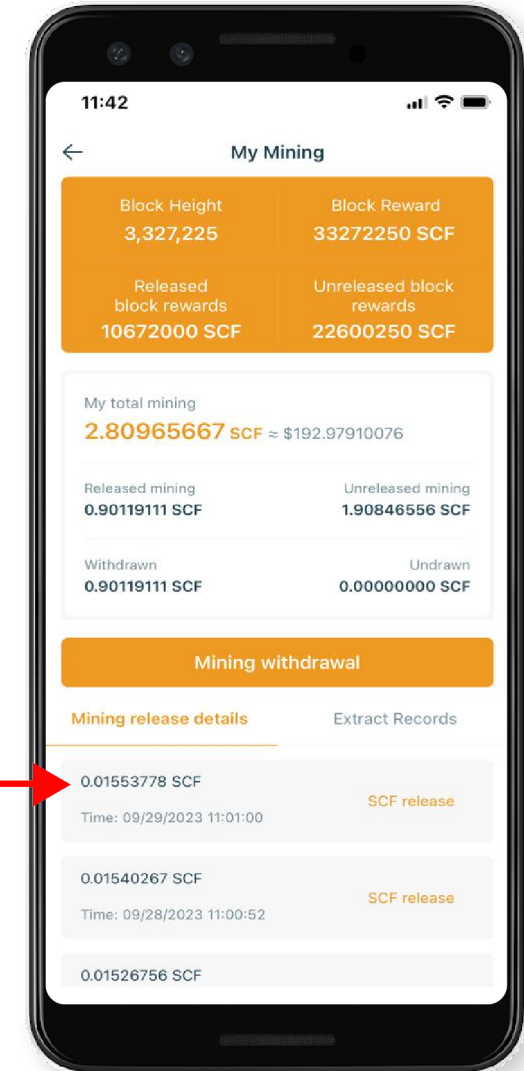 11:42
My Mining
Block Height
3,327,225
Block Reward
33272250 SCF
Released
block rewards
10672000 SCF
Unreleased block
rewards
22600250 SCF
My total mining
2.80965667 SCF ≈ $192.97910076
Released mining
0.90119111 SCF
Unreleased mining
1.90846556 SCF
Withdrawn
0.90119111 SCF
Undrawn
0.00000000 SCF
Mining withdrawal
Mining release details
Extract Records
0.01553778 SCF
Time: 09/29/2023 11:01:00
SCF release
0.01540267 SCF
Time: 09/28/2023 11:00:52
SCF release
0.01526756 SCF